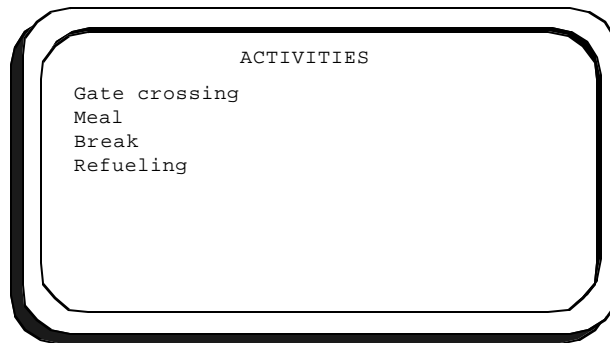 ACTIVITIES
Gate crossing
Meal
Break
Refueling